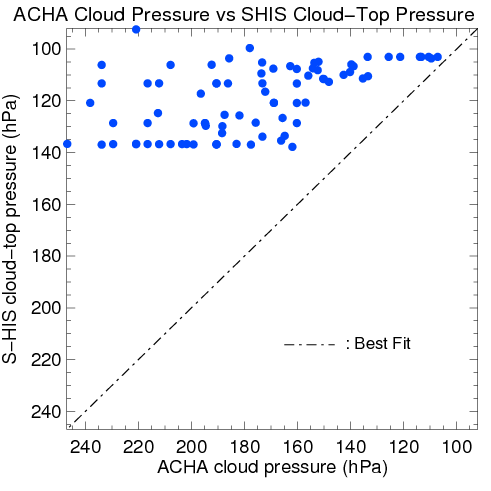 ACHA Cloud Pressure vs SHIS Cloud-Top Pressure
S-HIS cloud-top pressure (hPa)
100
120
140
160
180
200
220
240
: Best Fit
240 220 200 180 160 140 120 100
ACHA cloud pressure (hPa)